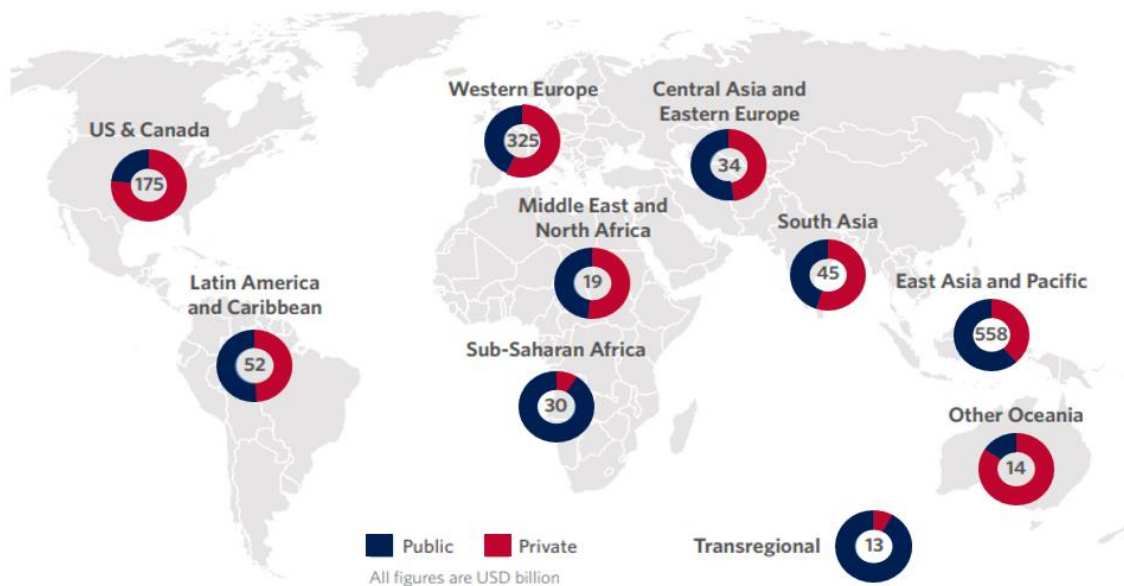 Western Europe
325
Central Asia and
Eastern Europe
34
US & Canada
175
Middle East and
North Africa
19
South Asia
45
Latin America
and Caribbean
52
East Asia and Pacific
558
Sub-Saharan Africa
30
Other Oceania
14
Transregional
13
Public Private
All figures are USD billion